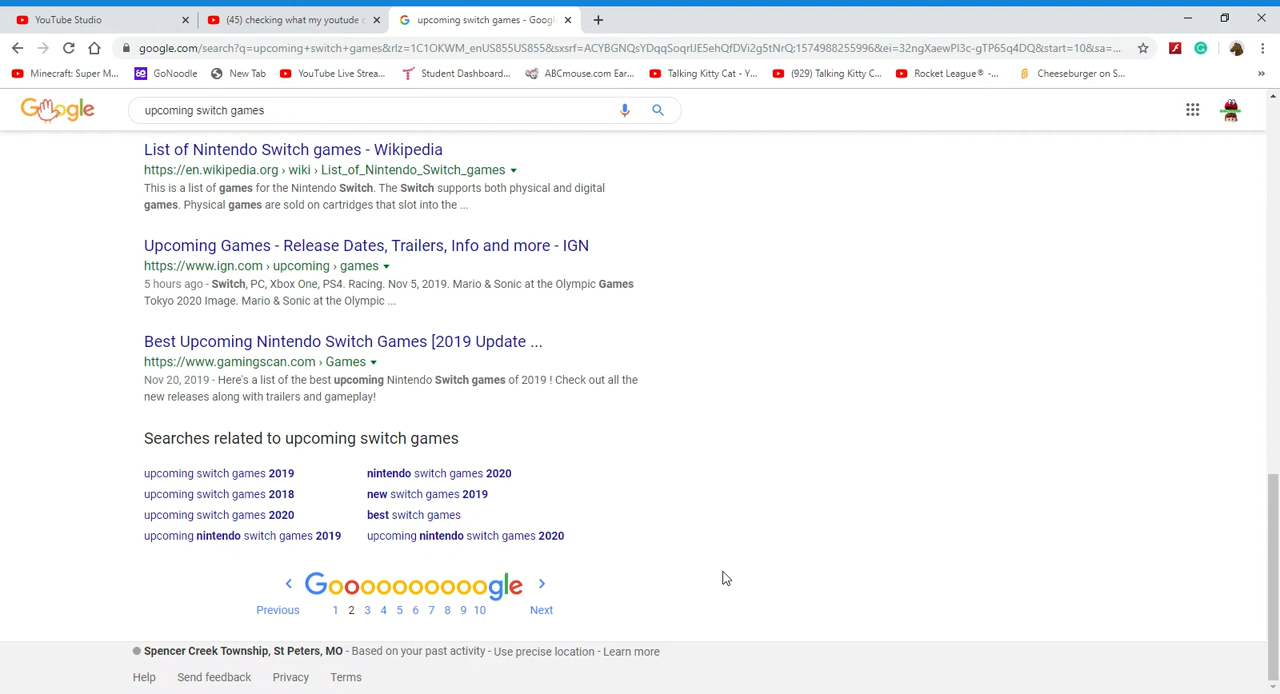 YouTube Studio
(45) checking what my youtude c
upcoming switch games - Google
google.com/search?q=upcoming+switch+games&rlz=1C1OKWM_enUS855US855&sxsrf=ACYBGNQsYDqqSoqrlJE5ehQfDVi2g5tNrQ:1574988255996&ei=32ngXaewPI3c-gTP65q4DQ&start=10&sa=...
Minecraft: Super M...
GoNoodle
New Tab
YouTube Live Strea...
Student Dashboard...
ABCmouse.com Ear...
Talking Kitty Cat - Y...
(929) Talking Kitty C...
Rocket League® -...
Cheeseburger on S...
Google
upcoming switch games
List of Nintendo Switch games - Wikipedia
https://en.wikipedia.org › wiki › List_of_Nintendo_Switch_games
This is a list of games for the Nintendo Switch. The Switch supports both physical and digital
games. Physical games are sold on cartridges that slot into the ...
Upcoming Games - Release Dates, Trailers, Info and more - IGN
https://www.ign.com › upcoming › games
5 hours ago - Switch, PC, Xbox One, PS4. Racing. Nov 5, 2019. Mario & Sonic at the Olympic Games
Tokyo 2020 Image. Mario & Sonic at the Olympic ...
Best Upcoming Nintendo Switch Games [2019 Update ...
https://www.gamingscan.com › Games
Nov 20, 2019 - Here's a list of the best upcoming Nintendo Switch games of 2019 ! Check out all the
new releases along with trailers and gameplay!
Searches related to upcoming switch games
upcoming switch games 2019
nintendo switch games 2020
upcoming switch games 2018
new switch games 2019
upcoming switch games 2020
best switch games
upcoming nintendo switch games 2019
upcoming nintendo switch games 2020
Goooooooooogle
Previous 1 2 3 4 5 6 7 8 9 10 Next
Spencer Creek Township, St Peters, MO - Based on your past activity - Use precise location - Learn more
Help Send feedback Privacy Terms